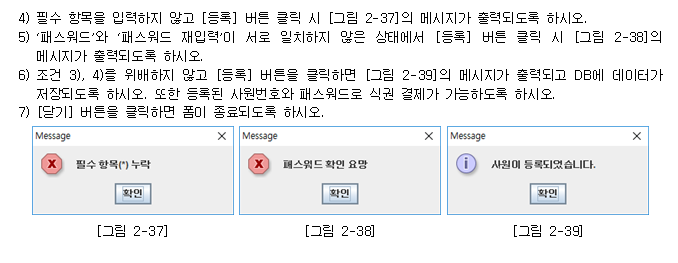 4) 필수 항목을 입력하지 않고 [등록] 버튼 클릭 시 [그림 2-37]의 메시지가 출력되도록 하시오.
5) ‘패스워드’와 ‘패스워드 재입력’이 서로 일치하지 않은 상태에서 [등록] 버튼 클릭 시 [그림 2-38]의
메시지가 출력되도록 하시오.
6) 조건 3), 4)를 위배하지 않고 [등록] 버튼을 클릭하면 [그림 2-39]의 메시지가 출력되고 DB에 데이터가
저장되도록 하시오. 또한 등록된 사원번호와 패스워드로 식권 결제가 가능하도록 하시오.
7) [닫기] 버튼을 클릭하면 폼이 종료되도록 하시오.
Message
필수 항목(*) 누락
확인
Message
패스워드 확인 요망
확인
Message
사원이 등록되었습니다.
확인
[그림 2-37]
[그림 2-38]
[그림 2-39]